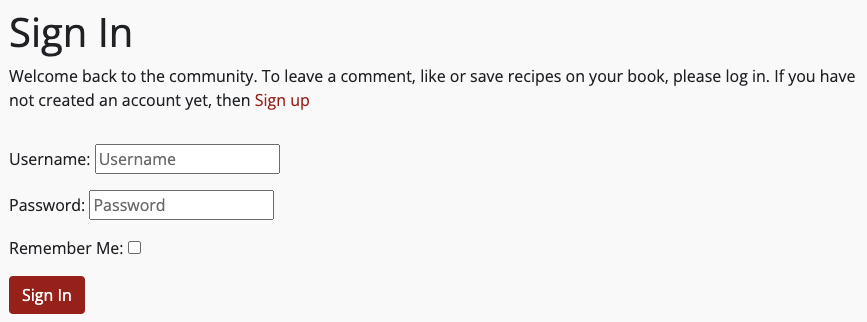 Sign In
Welcome back to the community. To leave a comment, like or save recipes on your book, please log in. If you have
not created an account yet, then Sign up
Username: Username
Password: Password
Remember Me:
Sign In